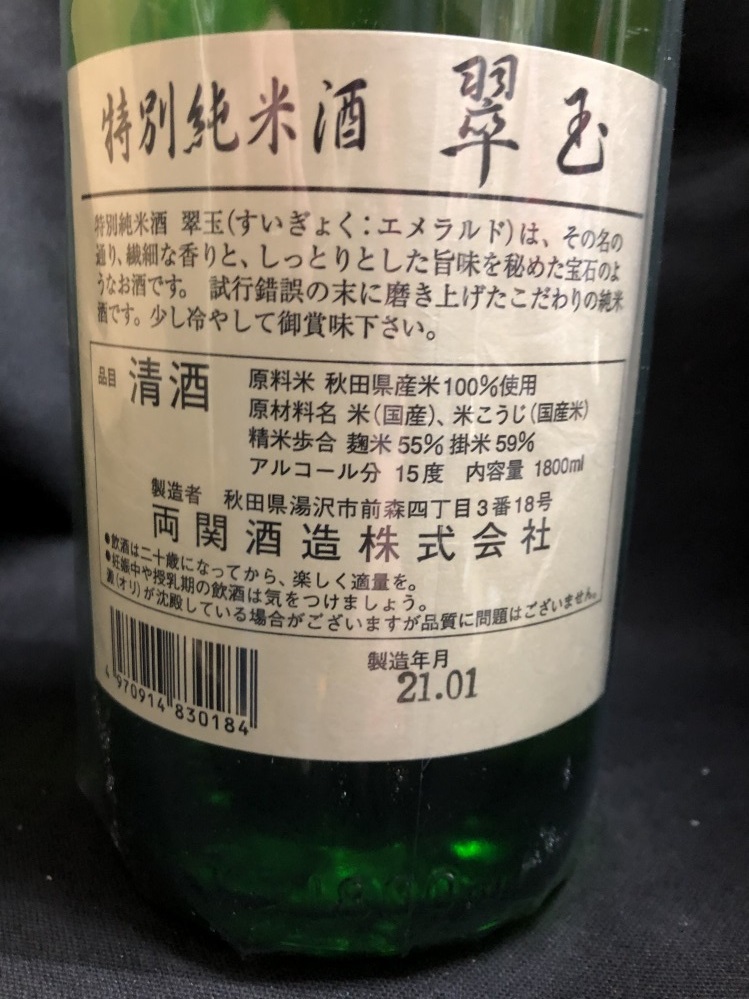 特別純米酒 翠玉
特別純米酒 翠玉(すいぎょく:エメラルド)は、その名の
通り、繊細な香りと、しっとりとした旨味を秘めた宝石のよ
うなお酒です。 試行錯誤の末に磨き上げたこだわりの純米
酒です。少し冷やして御賞味下さい。
品目 清酒
原料米 秋田県産米100%使用
原材料名 米(国産)、米こうじ(国産米)
精米歩合 麹米55% 掛米59%
アルコール分 15度 内容量 1800ml
製造者 秋田県湯沢市前森四丁目3番18号
両関酒造株式会社
●飲酒は二十歳になってから、楽しく適量を。
●妊娠中や授乳期の飲酒は気をつけましょう。
澱(オリ)が沈殿している場合がございますが品質に問題はございません。
製造年月
21.01
4 970914 830184